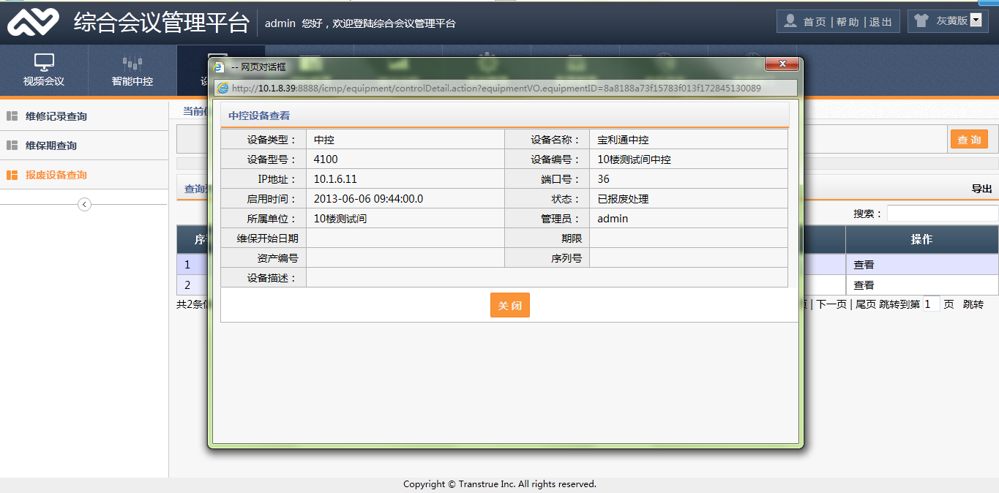 综合会议管理平台 admin 您好，欢迎登陆综合会议管理平台 首页 | 帮助 | 退出 灰黄版
视频会议 智能中控 设
-- 网页对话框
http://10.1.8.39:8888/icmp/equipment/controlDetail.action?equipmentVO.equipmentID=8a8188a73f15783f013f172845130089
维修记录查询
维保期查询
报废设备查询
当前
查 询
查询
导出
搜索：
序
操作
1 查看
2 查看
共2条
| 下一页 | 尾页 跳转到第 1 页 跳转
中控设备查看
设备类型： 中控 设备名称： 宝利通中控
设备型号： 4100 设备编号： 10楼测试间中控
IP地址： 10.1.6.11 端口号： 36
启用时间： 2013-06-06 09:44:00.0 状态： 已报废处理
所属单位： 10楼测试间 管理员： admin
维保开始日期 期限
资产编号 序列号
设备描述：
关 闭
Copyright © Transtrue Inc. All rights reserved.